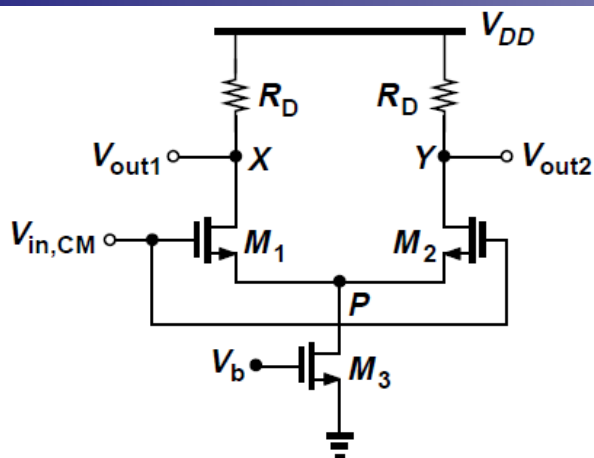 V_DD
R_D R_D
V_out1 X Y V_out2
V_in,CM M_1 M_2
P
V_b M_3